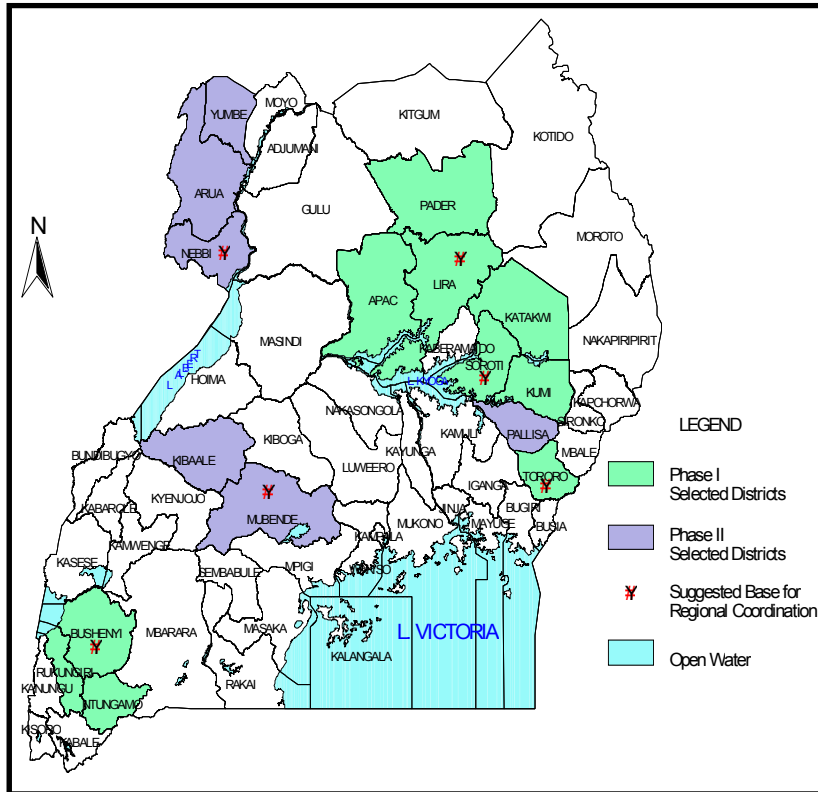 YUMBE
MOYO
ADJUMANI
KITGUM
KOTIDO
ARUA
GULU
PADER
N
NEBBI
MOROTO
LIRA
APAC
KATAKWI
MASINDI
NAKAPIRIPIRIT
KABERAMAIDO
SOROTI
L. ALBERT
HOIMA
L. KYOGA
KUMI
KAPCHORWA
NAKASONGOLA
SIRONKO
KAMULI
PALLISA
MBALE
BUNDIBUGYO
KIBAALE
KIBOGA
KAYUNGA
LUWEERO
TORORO
IGANGA
KABAROLE
KYENJOJO
MUBENDE
BUGIRI
JINJA
MUKONO
MAYUGE
BUSIA
KAMPALA
KASESE
KAMWENGE
MPIGI
SEMBABULE
BUSHENYI
MBARARA
MASAKA
L. VICTORIA
KALANGALA
RUKUNGIRI
KANUNGU
RAKAI
NTUNGAMO
KISORO
KABALE
LEGEND
Phase I
Selected Districts
Phase II
Selected Districts
Suggested Base for
Regional Coordination
Open Water